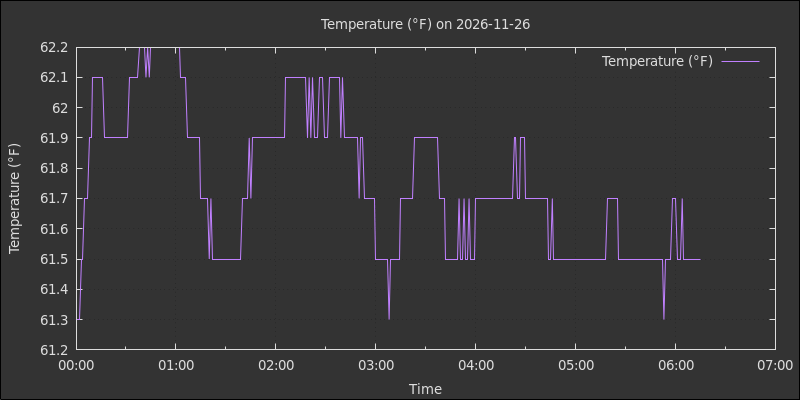 Temperature (°F) on 2026-11-26
Temperature (°F)
62.2
62.1
62
61.9
61.8
61.7
61.6
61.5
61.4
61.3
61.2
Temperature (°F)
00:00 01:00 02:00 03:00 04:00 05:00 06:00 07:00
Time